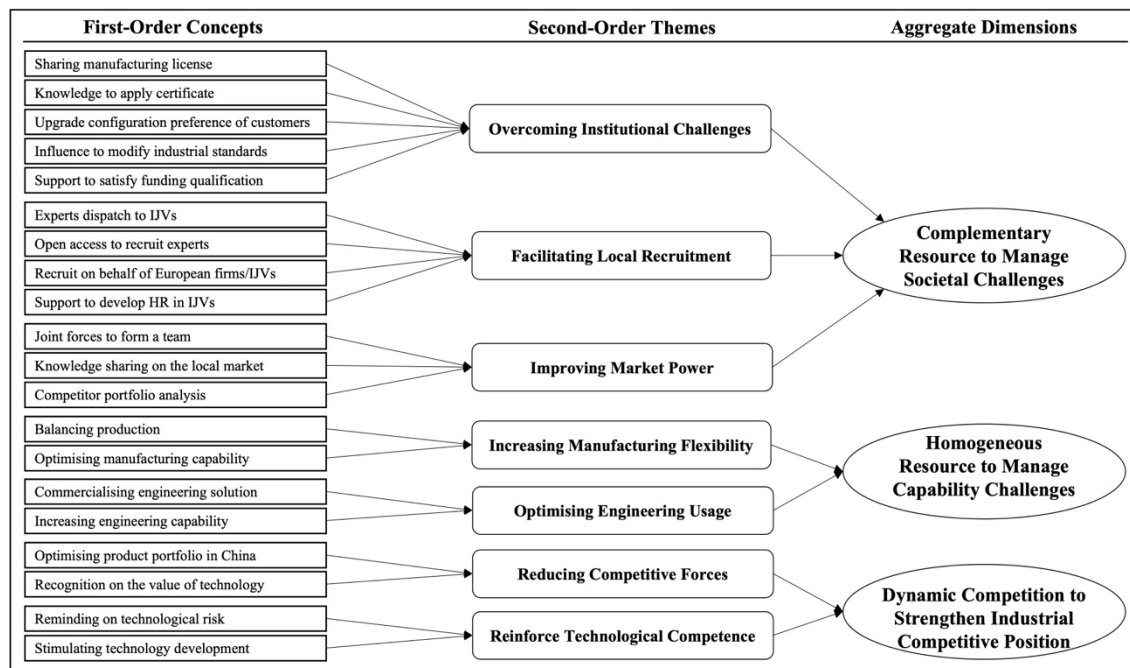 First-Order Concepts
Second-Order Themes
Aggregate Dimensions
Sharing manufacturing license
Knowledge to apply certificate
Upgrade configuration preference of customers
Influence to modify industrial standards
Support to satisfy funding qualification
Overcoming Institutional Challenges
Experts dispatch to IJVs
Open access to recruit experts
Recruit on behalf of European firms/IJVs
Support to develop HR in IJVs
Facilitating Local Recruitment
Joint forces to form a team
Knowledge sharing on the local market
Competitor portfolio analysis
Improving Market Power
Complementary
Resource to Manage
Societal Challenges
Balancing production
Optimising manufacturing capability
Increasing Manufacturing Flexibility
Commercialising engineering solution
Increasing engineering capability
Optimising Engineering Usage
Homogeneous
Resource to Manage
Capability Challenges
Optimising product portfolio in China
Recognition on the value of technology
Reducing Competitive Forces
Reminding on technological risk
Stimulating technology development
Reinforce Technological Competence
Dynamic Competition to
Strengthen Industrial
Competitive Position